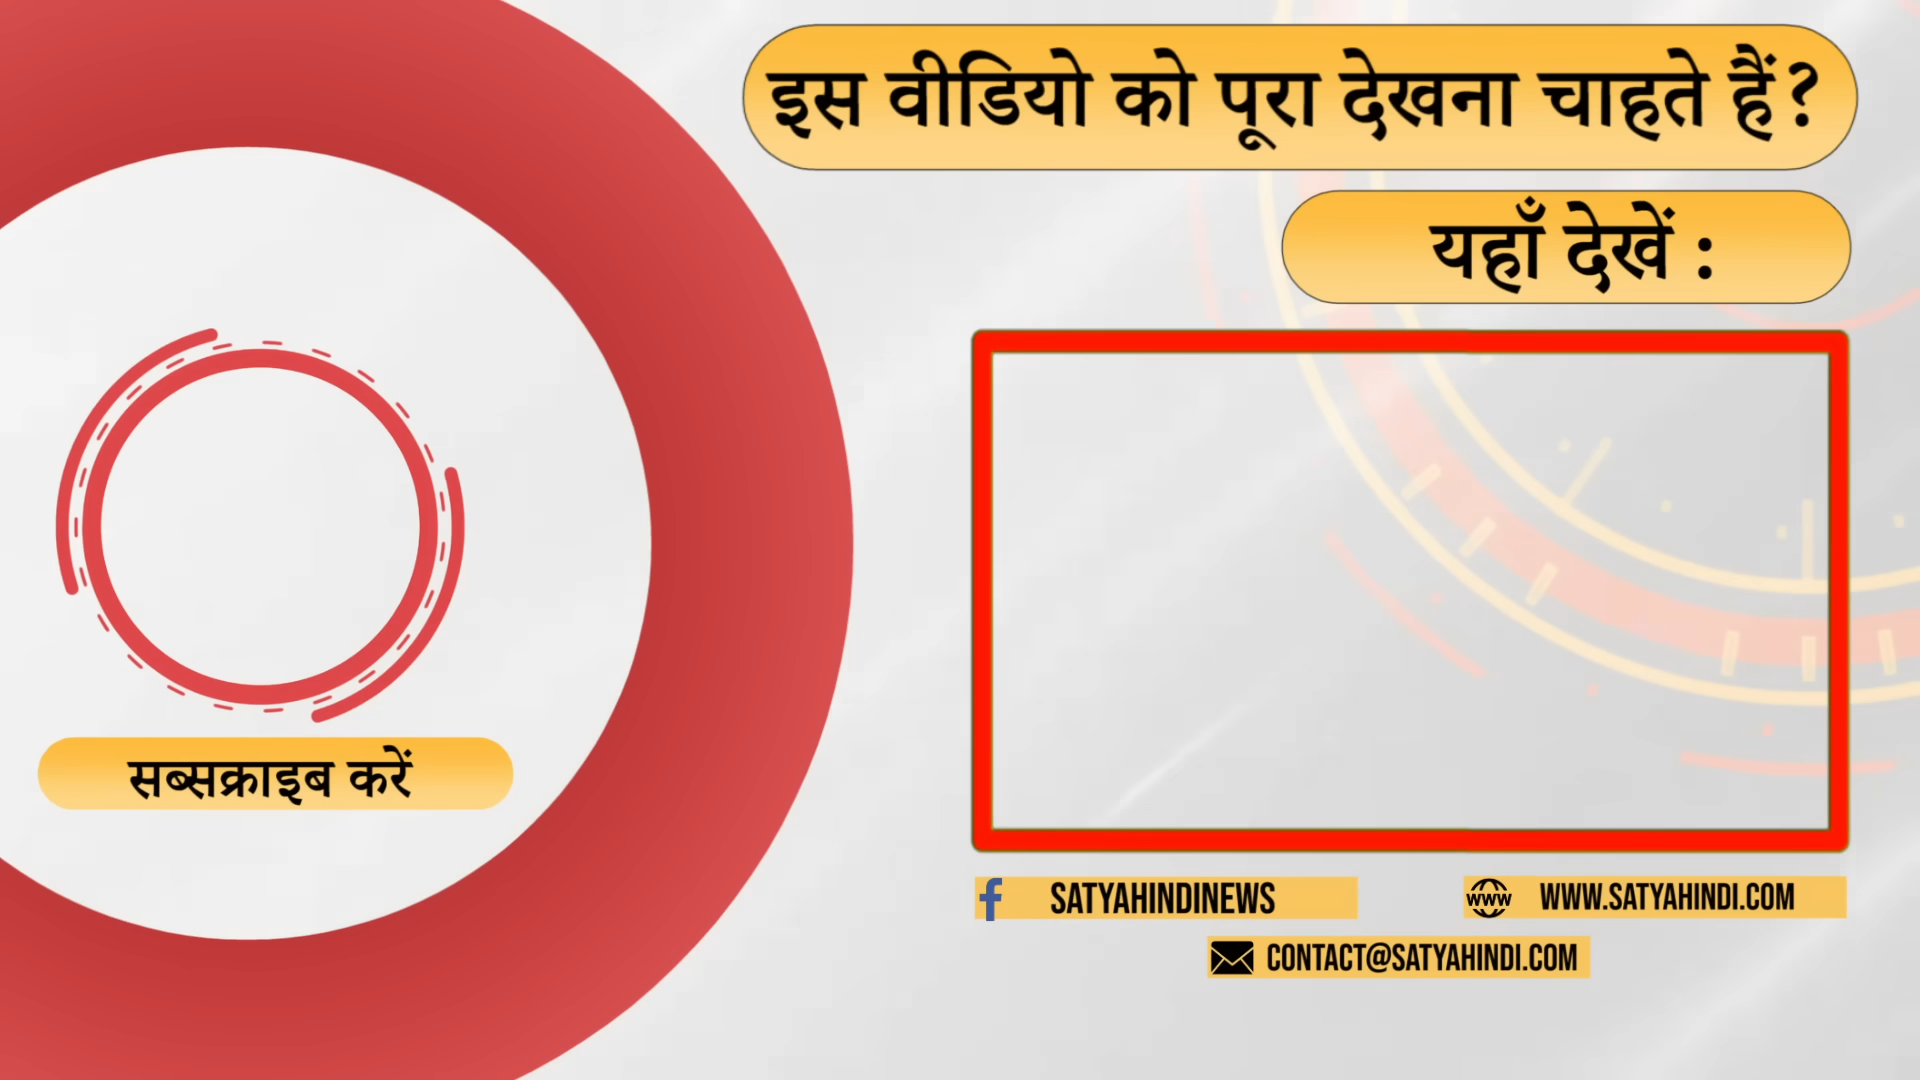 इस वीडियो को पूरा देखना चाहते हैं?
यहाँ देखें :
सब्सक्राइब करें
SATYAHINDINEWS
WWW.SATYAHINDI.COM
CONTACT@SATYAHINDI.COM